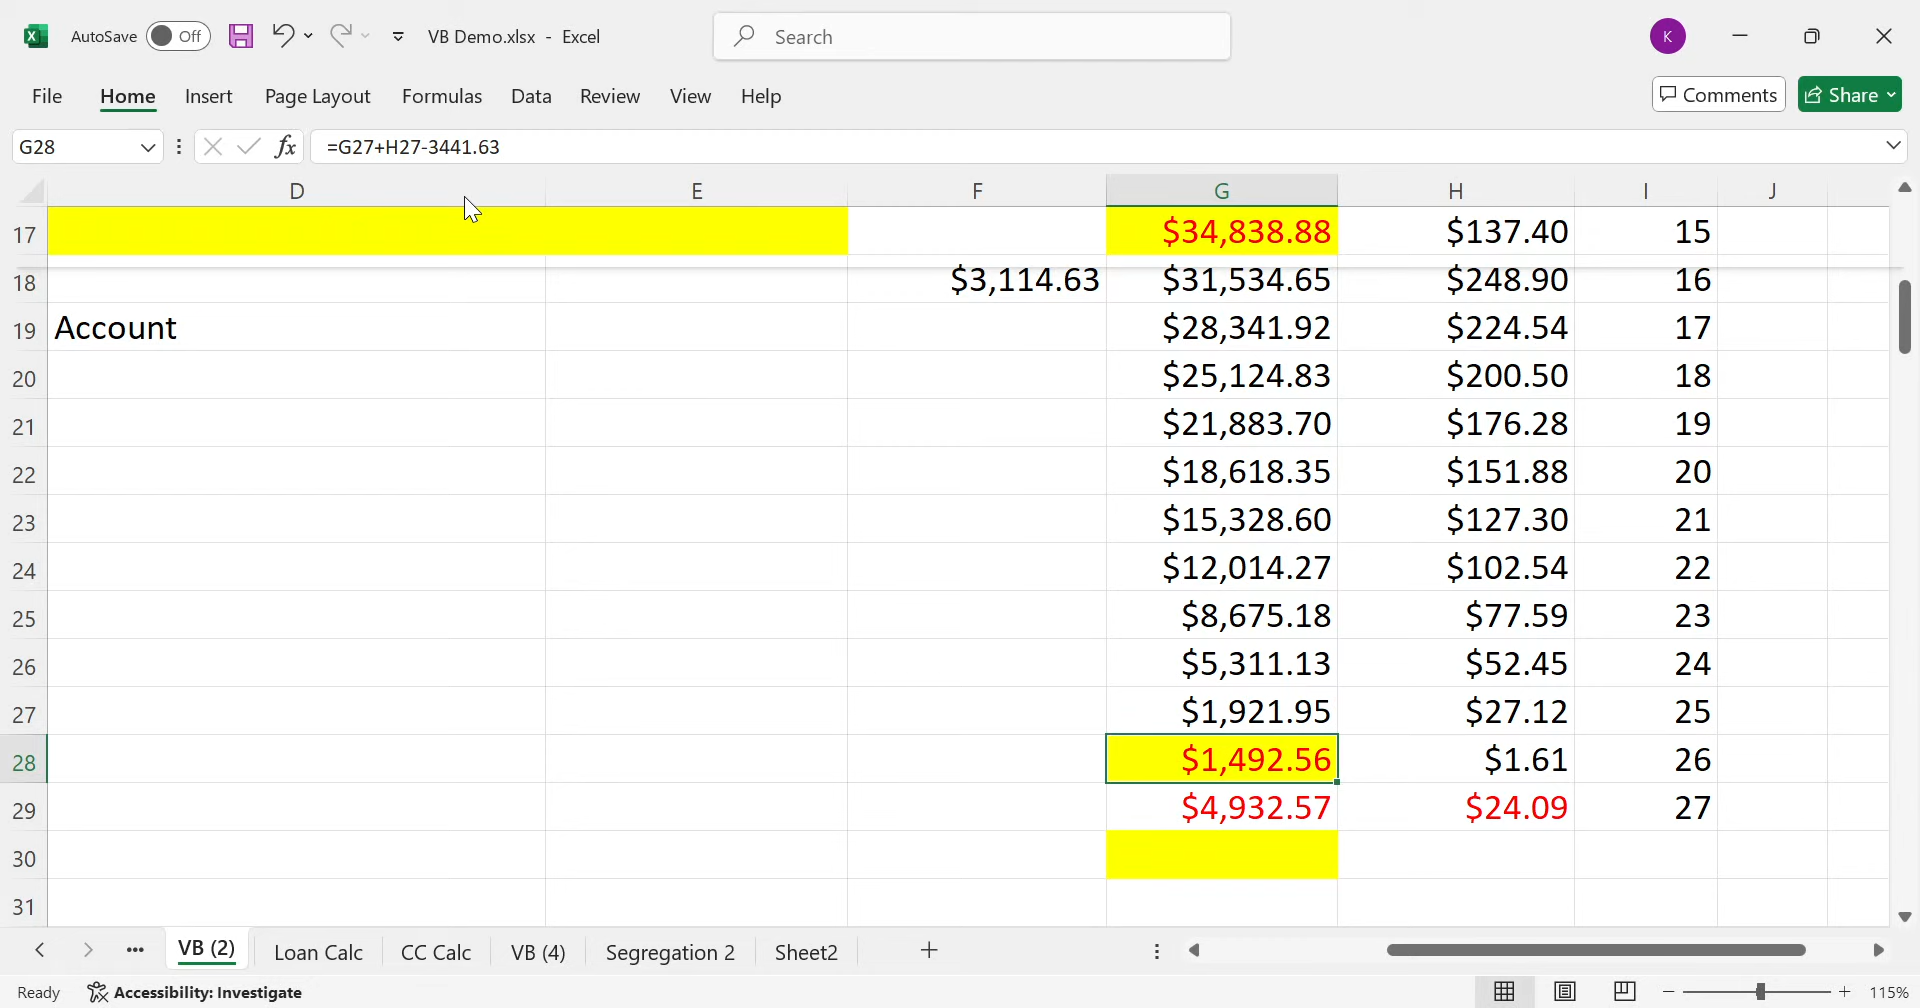 AutoSave Off VB Demo.xlsx - Excel Search K
File Home Insert Page Layout Formulas Data Review View Help Comments Share
G28 fx =G27+H27-3441.63
D E F G H I J
17 $34,838.88 $137.40 15
18 $3,114.63 $31,534.65 $248.90 16
19 Account $28,341.92 $224.54 17
20 $25,124.83 $200.50 18
21 $21,883.70 $176.28 19
22 $18,618.35 $151.88 20
23 $15,328.60 $127.30 21
24 $12,014.27 $102.54 22
25 $8,675.18 $77.59 23
26 $5,311.13 $52.45 24
27 $1,921.95 $27.12 25
28 $1,492.56 $1.61 26
29 $4,932.57 $24.09 27
30
31
VB (2) Loan Calc CC Calc VB (4) Segregation 2 Sheet2
Ready Accessibility: Investigate 115%